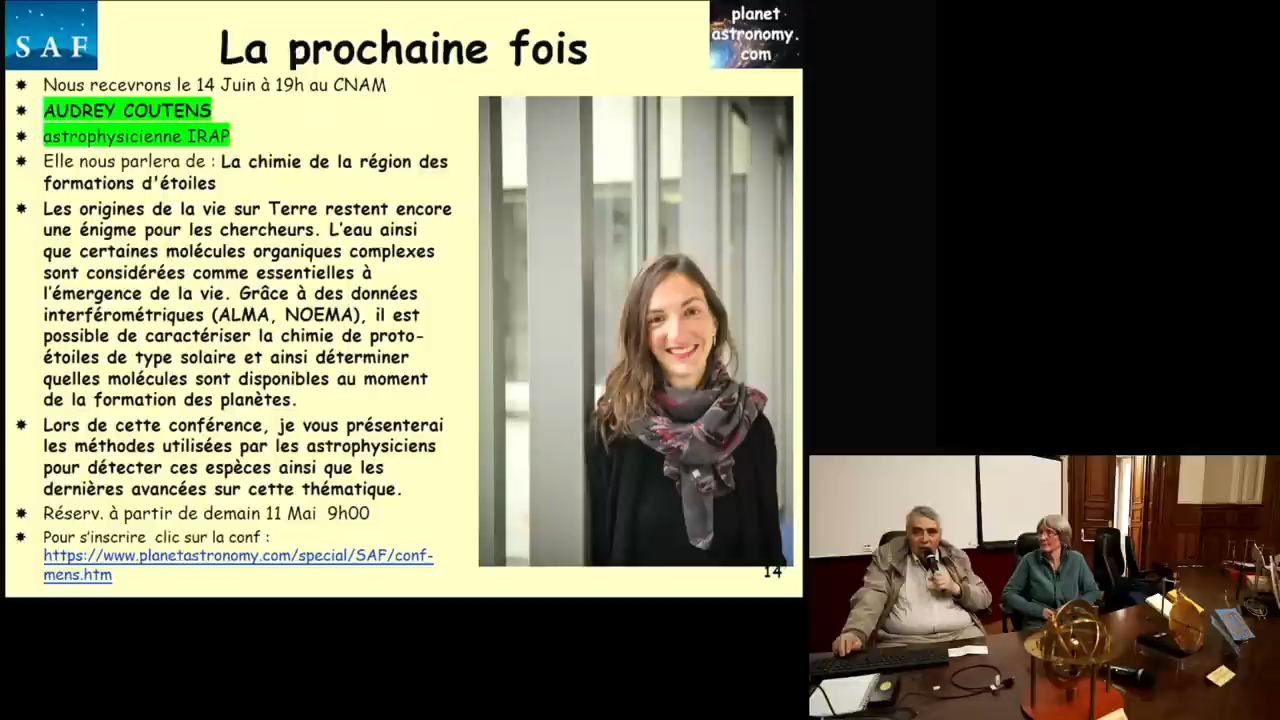 SAF
La prochaine fois
planet
astronomy.
com
Nous recevrons le 14 Juin à 19h au CNAM
AUDREY COUTENS
astrophysicienne IRAP
Elle nous parlera de : La chimie de la région des
formations d'étoiles
Les origines de la vie sur Terre restent encore
une énigme pour les chercheurs. L'eau ainsi
que certaines molécules organiques complexes
sont considérées comme essentielles à
l'émergence de la vie. Grâce à des données
interférométriques (ALMA, NOEMA), il est
possible de caractériser la chimie de proto-
étoiles de type solaire et ainsi déterminer
quelles molécules sont disponibles au moment
de la formation des planètes.
Lors de cette conférence, je vous présenterai
les méthodes utilisées par les astrophysiciens
pour détecter ces espèces ainsi que les
dernières avancées sur cette thématique.
Réserv. à partir de demain 11 Mai 9h00
Pour s'inscrire clic sur la conf :
https://www.planetastronomy.com/special/SAF/conf-
mens.htm
14